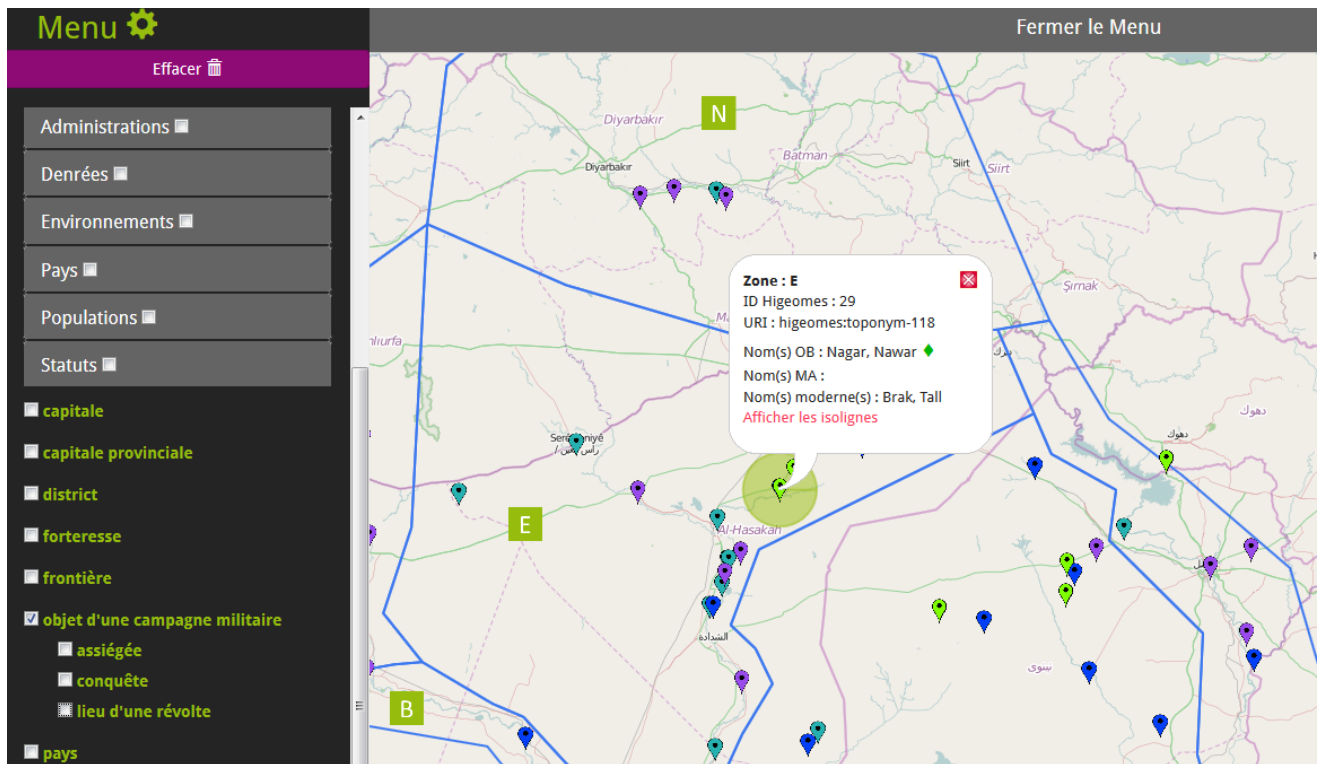 Menu
Fermer le Menu
Effacer
Administrations
Denrées
Environnements
Pays
Populations
Statuts
capitale
capitale provinciale
district
forteresse
frontière
objet d'une campagne militaire
assiégée
conquête
lieu d'une révolte
pays
N
Diyarbakır
Diyarbakır
Batman
Siirt
Siirt
Şırnak
Zone : E
ID Higeomes : 29
URI : higeomes:toponym-118
Nom(s) OB : Nagar, Nawar
Nom(s) MA :
Nom(s) moderne(s) : Brak, Tall
Afficher les isolignes
دهوك
دهوك
رأس العين /
E
Al-Hasakah
الشدادة
نینوى
B